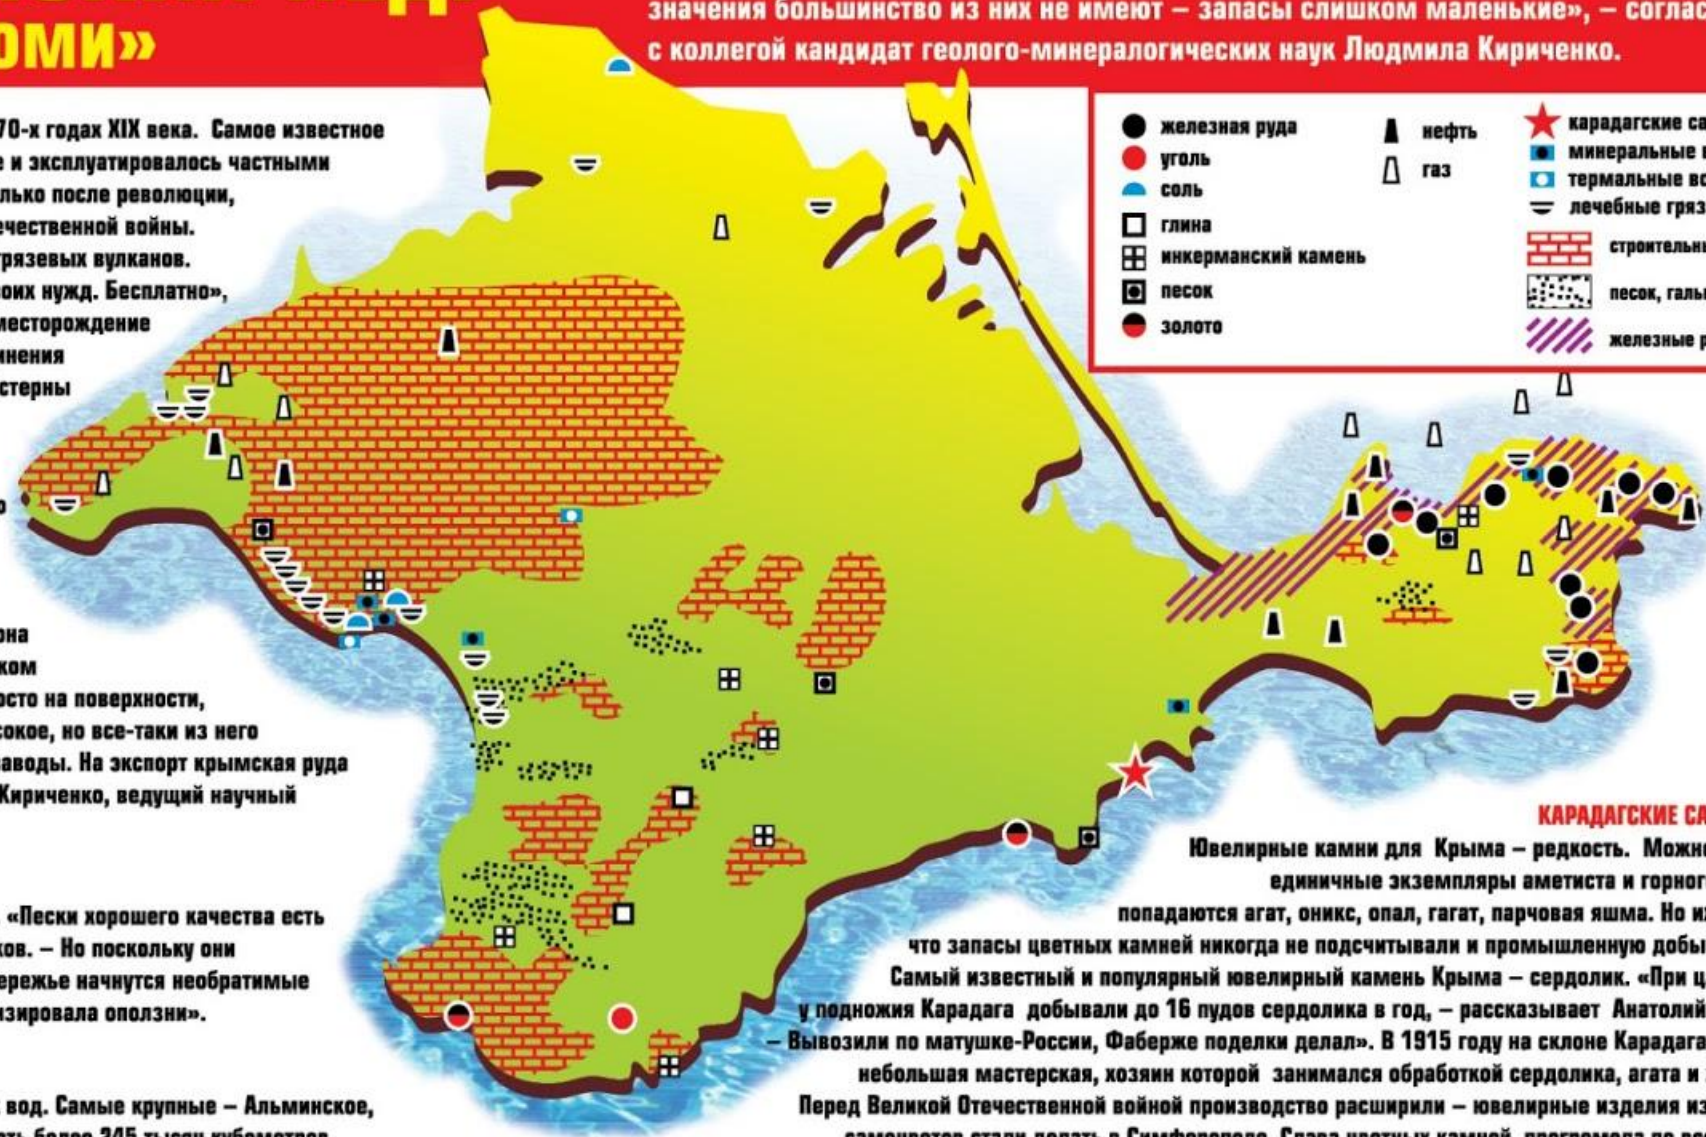 ОМИ»
значения большинство из них не имеют – запасы слишком маленькие», –
с коллегой кандидат геолого-минералогических наук Людмила Кириченко.
70-х годах XIX века. Самое известное
е и эксплуатировалось частными
лько после революции,
ечественной войны.
грязевых вулканов.
воих нужд. Бесплатно»,
месторождение
инения
стерны
о
она
ком
осто на поверхности,
сокое, но все-таки из него
заводы. На экспорт крымская руда
Кириченко, ведущий научный
«Пески хорошего качества есть
ков. – Но поскольку они
ережье начнутся необратимые
изировала оползни».
вод. Самые крупные – Альминское,
железная руда
уголь
соль
глина
инкерманский камень
песок
золото
нефть
газ
карадагские са
минеральные
термальные во
лечебные гряз
строительн
песок, галь
железные р
КАРАДАГСКИЕ СА
Ювелирные камни для Крыма – редкость. Можн
единичные экземпляры аметиста и горног
попадаются агат, оникс, опал, гагат, парчовая яшма. Но и
что запасы цветных камней никогда не подсчитывали и промышленную добы
Самый известный и популярный ювелирный камень Крыма – сердолик. «При ц
у подножия Карадага добывали до 16 пудов сердолика в год, – рассказывает Анатолий
– Вывозили по матушке-России, Фаберже поделки делал». В 1915 году на склоне Карадага
небольшая мастерская, хозяин которой занимался обработкой сердолика, агата и
Перед Великой Отечественной войной производство расширили – ювелирные изделия из